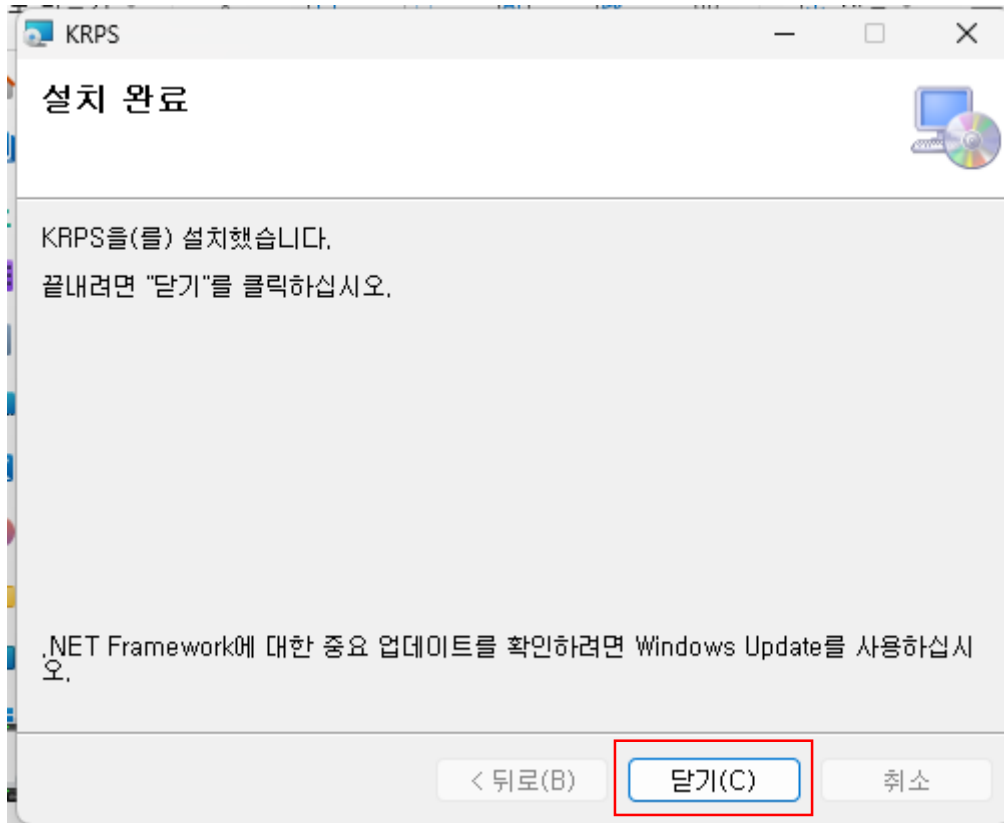 KRPS
설치 완료
KRPS을(를) 설치했습니다.
끝내려면 "닫기"를 클릭하십시오.
.NET Framework에 대한 중요 업데이트를 확인하려면 Windows Update를 사용하십시
오.
< 뒤로(B)
닫기(C)
취소